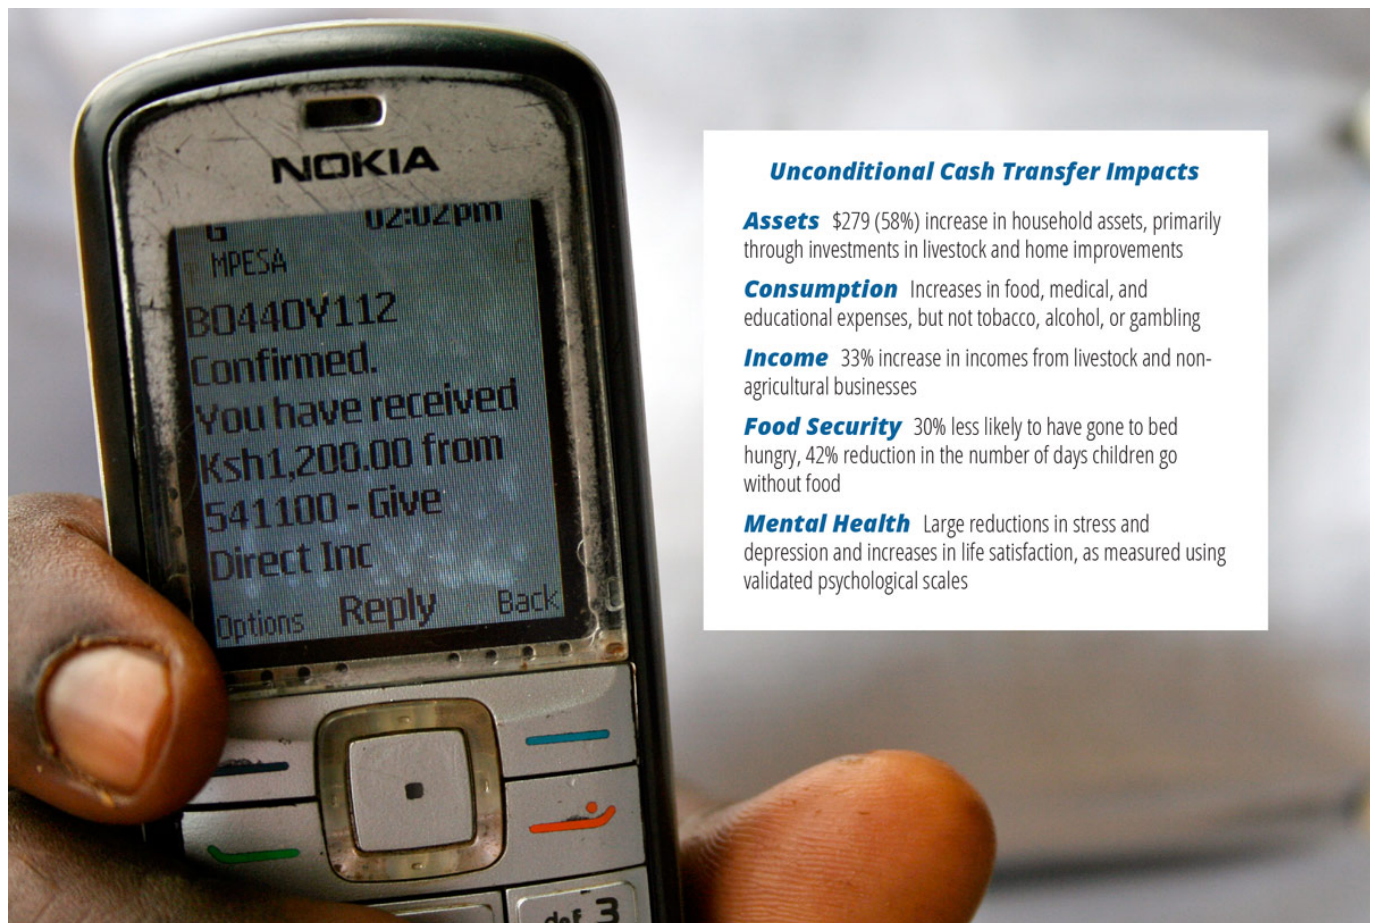 NOKIA
G 02:02pm
MPESA
BO44OY112
Confirmed.
You have received
Ksh1,200.00 from
541100 - Give
Direct Inc
Options Reply Back
def 3
Unconditional Cash Transfer Impacts
Assets $279 (58%) increase in household assets, primarily
through investments in livestock and home improvements
Consumption Increases in food, medical, and
educational expenses, but not tobacco, alcohol, or gambling
Income 33% increase in incomes from livestock and non-
agricultural businesses
Food Security 30% less likely to have gone to bed
hungry, 42% reduction in the number of days children go
without food
Mental Health Large reductions in stress and
depression and increases in life satisfaction, as measured using
validated psychological scales